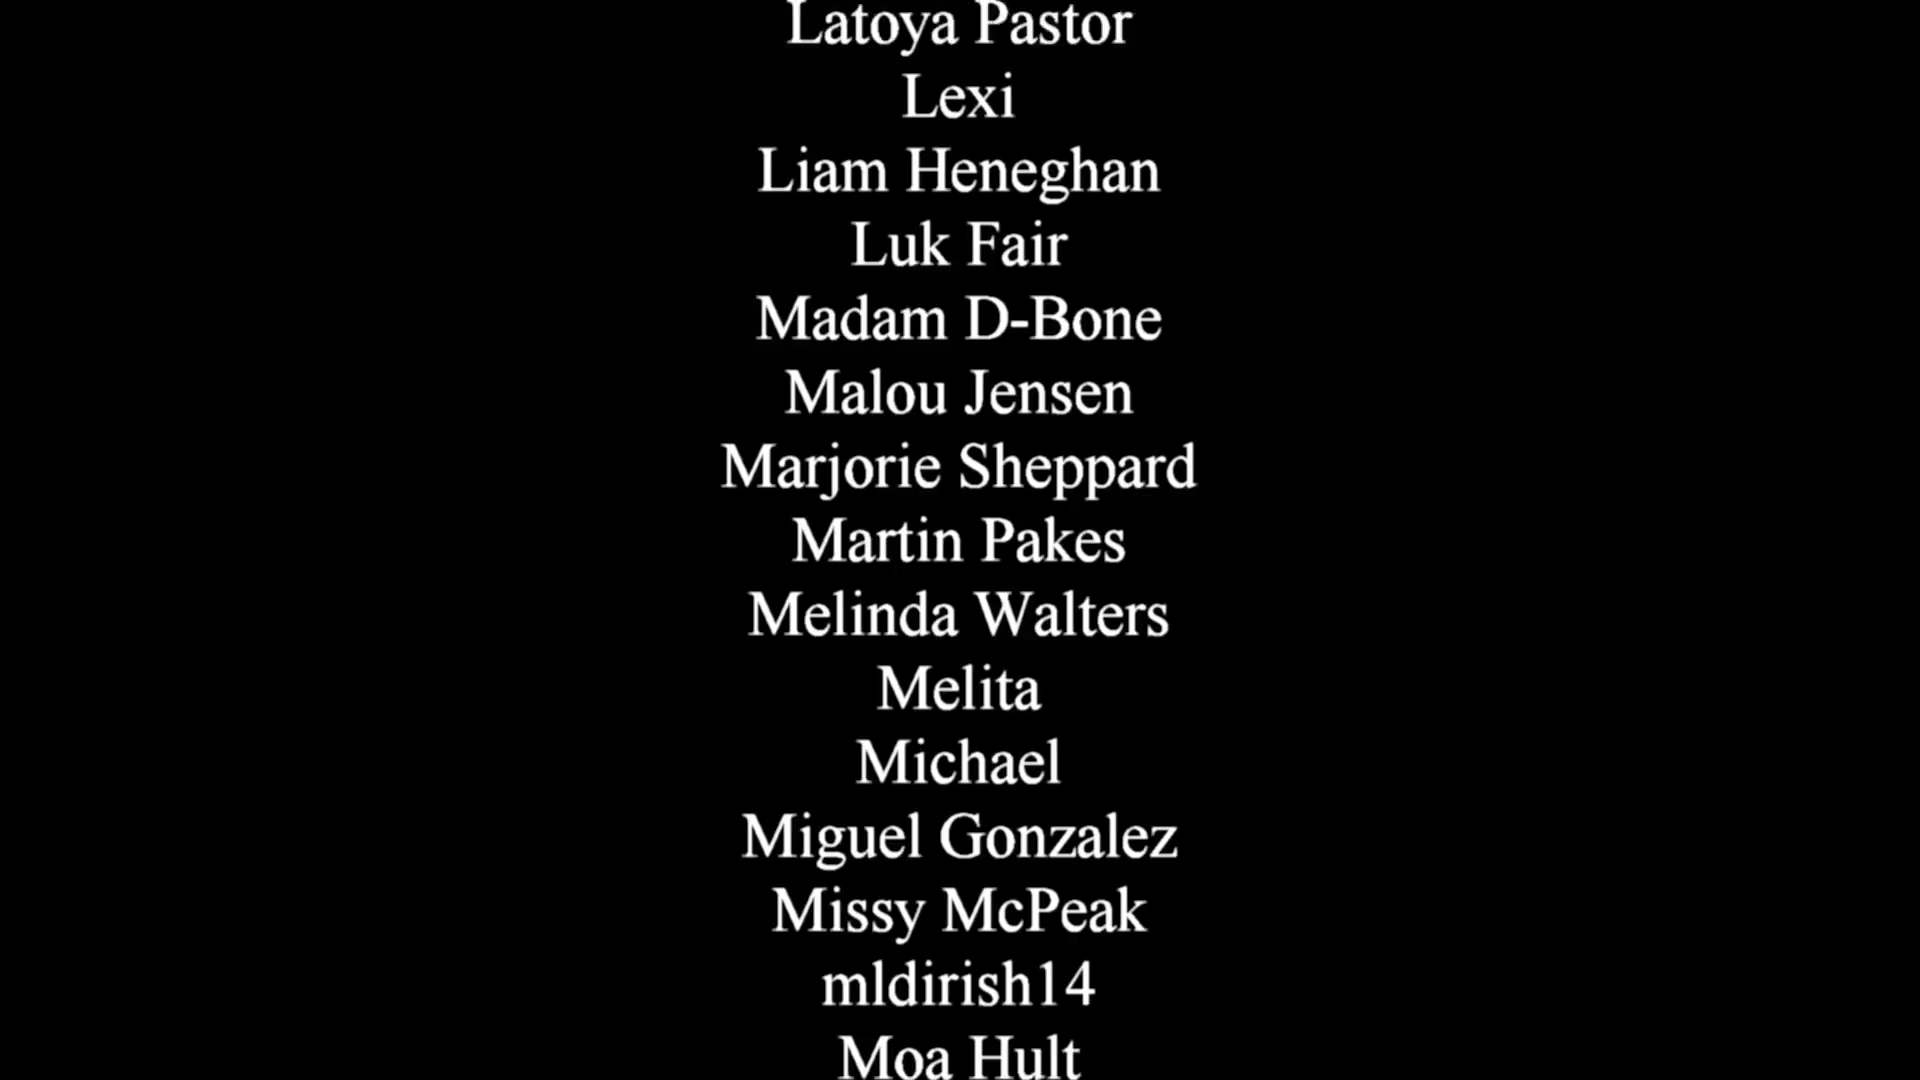 Latoya Pastor
Lexi
Liam Heneghan
Luk Fair
Madam D-Bone
Malou Jensen
Marjorie Sheppard
Martin Pakes
Melinda Walters
Melita
Michael
Miguel Gonzalez
Missy McPeak
mldirish14
Moa Hult